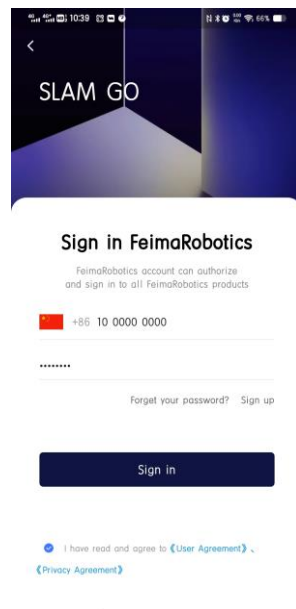 10:39
66%
SLAM GO
Sign in FeimaRobotics
FeimaRobotics account can authorize
and sign in to all FeimaRobotics products
+86 10 0000 0000
••••••••
Forget your password? Sign up
Sign in
I have read and agree to《User Agreement》、
《Privacy Agreement》